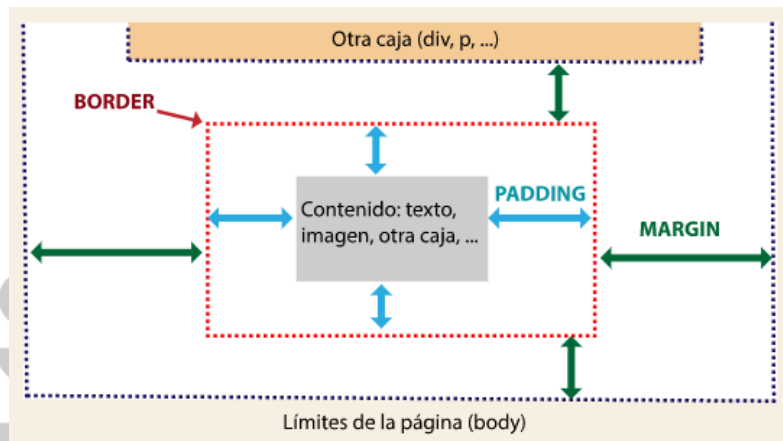 Otra caja (div, p, ...)
BORDER
Contenido: texto,
imagen, otra caja, ...
PADDING
MARGIN
Límites de la página (body)